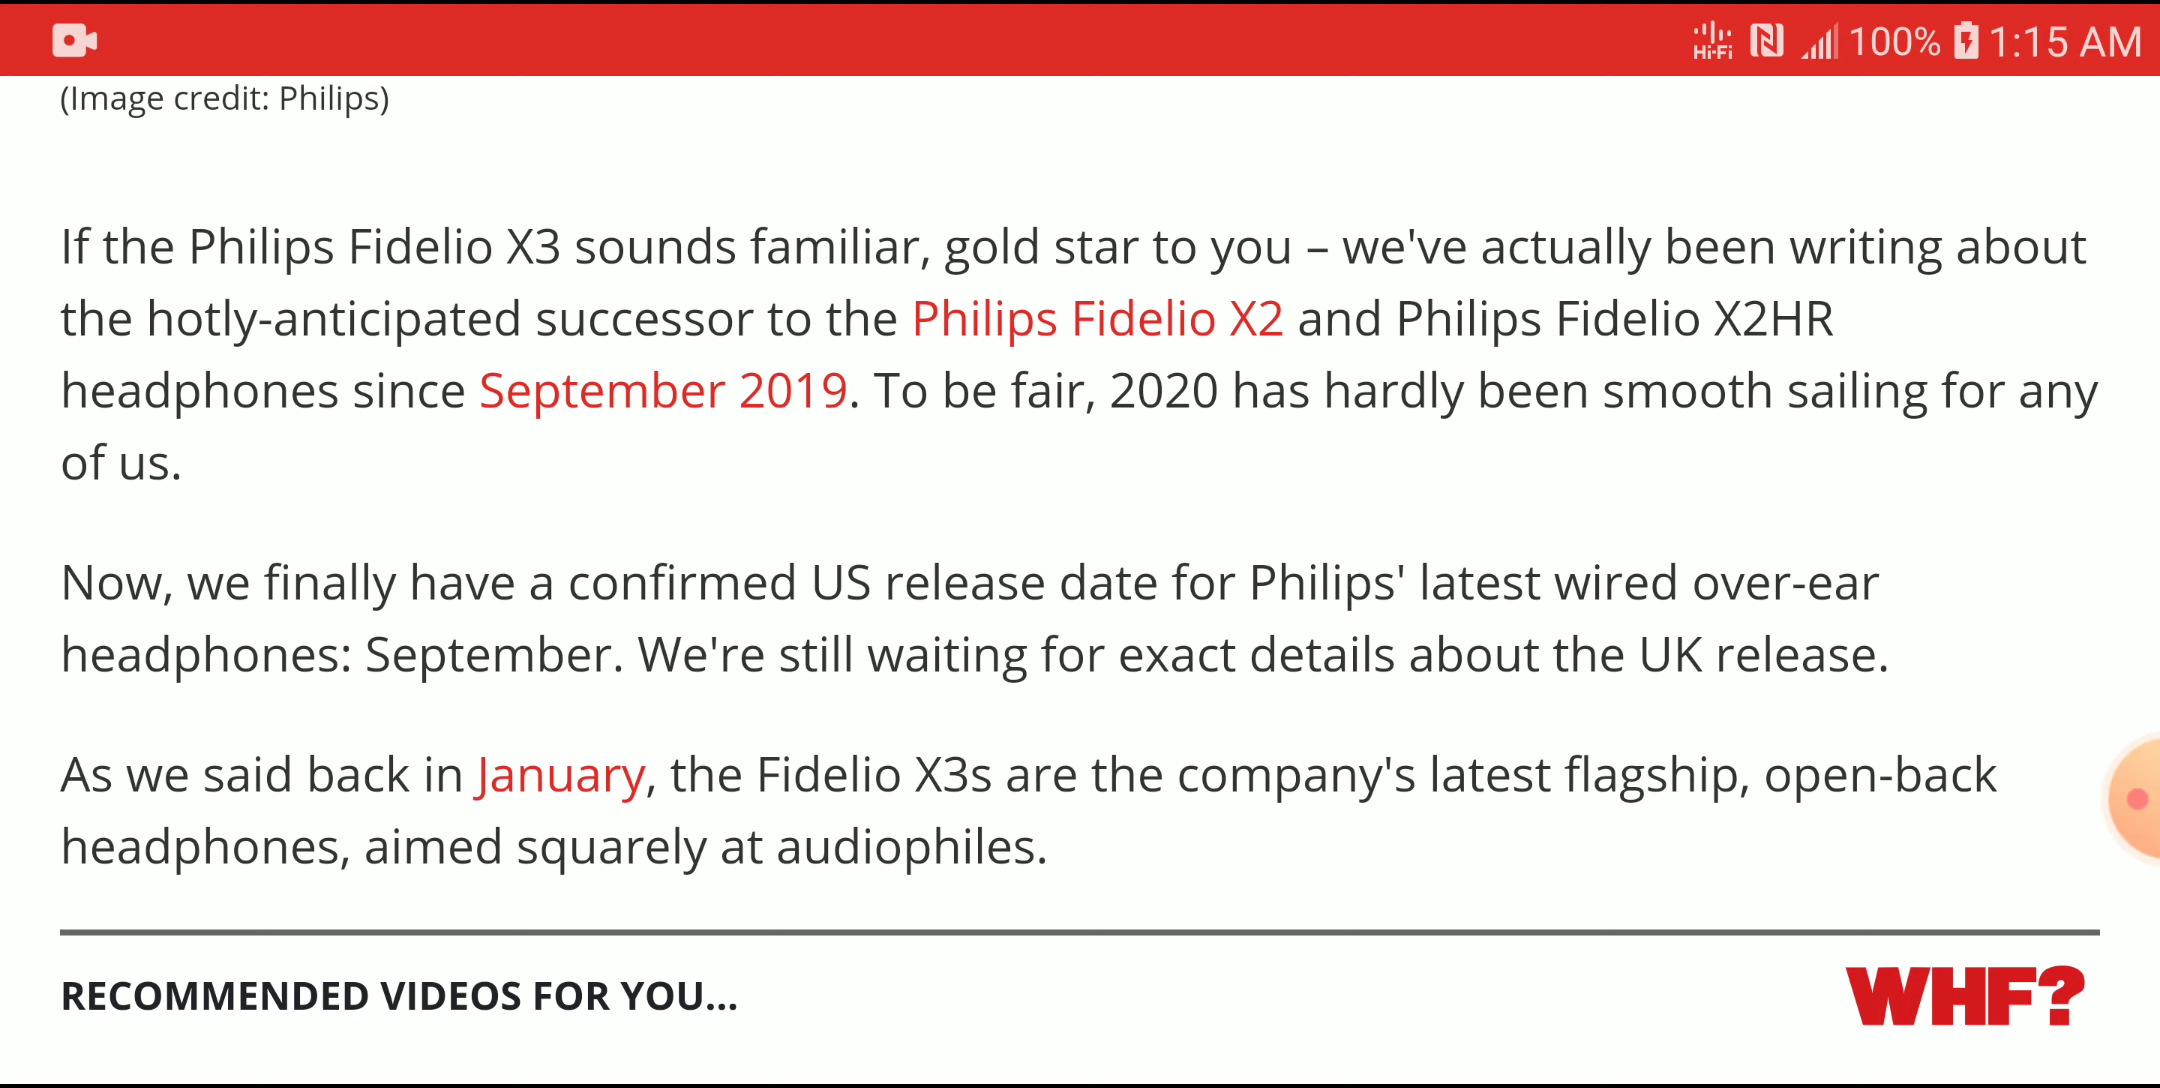 Hi-Fi 100% 1:15 AM
(Image credit: Philips)
If the Philips Fidelio X3 sounds familiar, gold star to you – we've actually been writing about
the hotly-anticipated successor to the Philips Fidelio X2 and Philips Fidelio X2HR
headphones since September 2019. To be fair, 2020 has hardly been smooth sailing for any
of us.
Now, we finally have a confirmed US release date for Philips' latest wired over-ear
headphones: September. We're still waiting for exact details about the UK release.
As we said back in January, the Fidelio X3s are the company's latest flagship, open-back
headphones, aimed squarely at audiophiles.
RECOMMENDED VIDEOS FOR YOU... WHF?